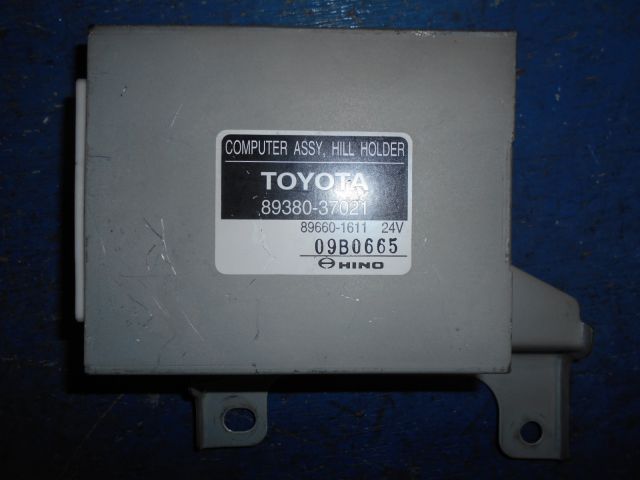 COMPUTER ASSY, HILL HOLDER
TOYOTA
89380-37021
89660-1611 24V
09B0665
HINO